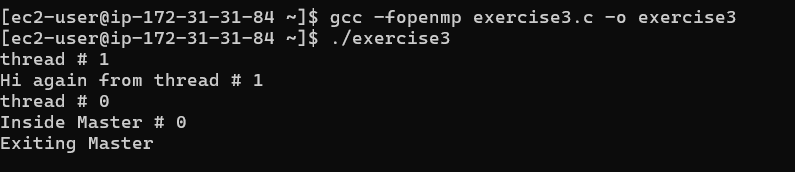 [ec2-user@ip-172-31-31-84 ~]$ gcc -fopenmp exercise3.c -o exercise3
[ec2-user@ip-172-31-31-84 ~]$ ./exercise3
thread # 1
Hi again from thread # 1
thread # 0
Inside Master # 0
Exiting Master